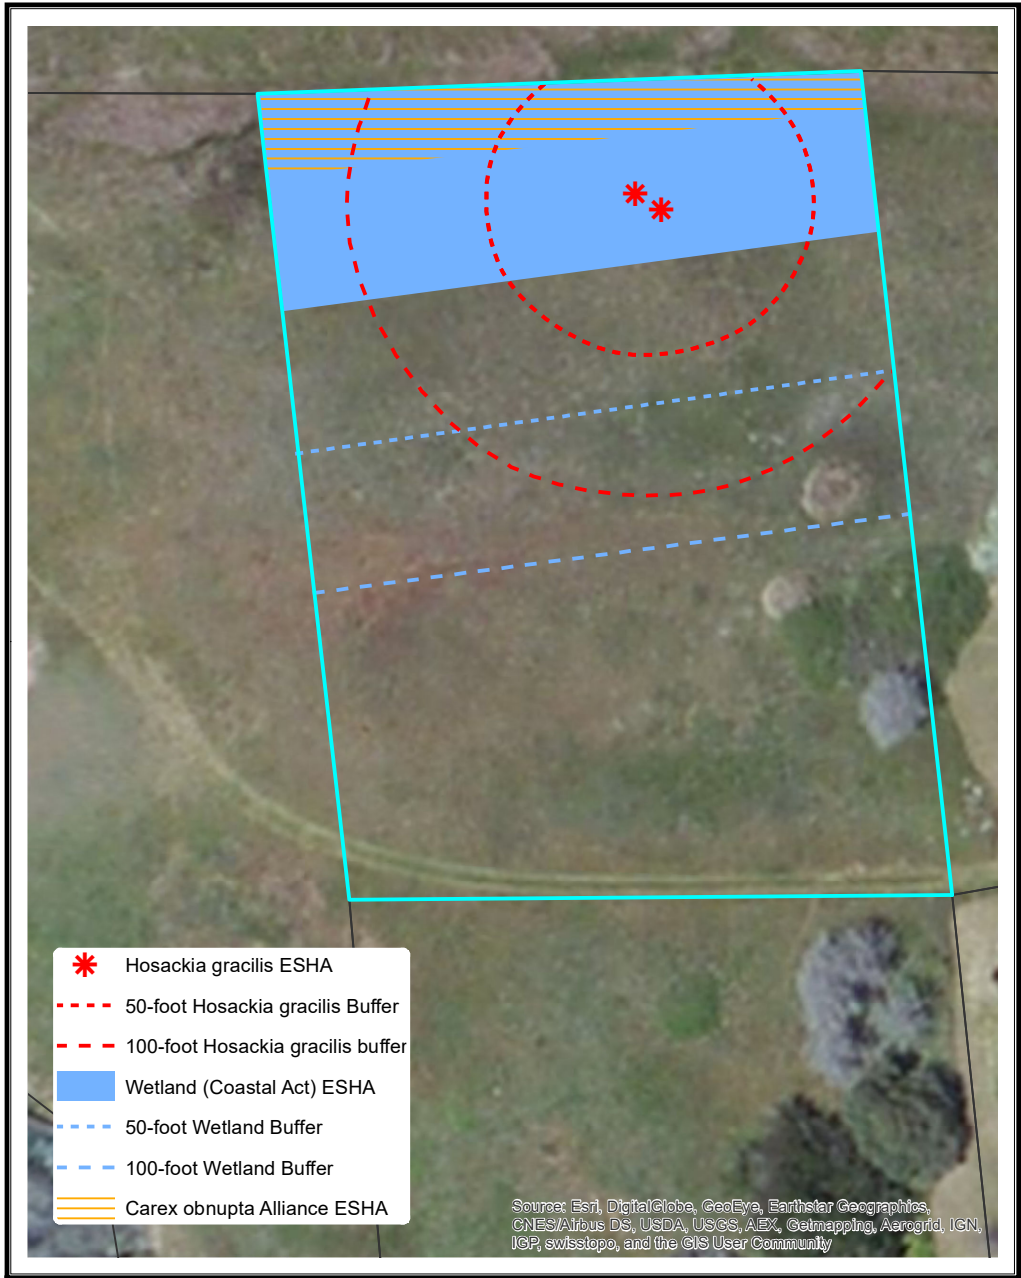 Hosackia gracilis ESHA
50-foot Hosackia gracilis Buffer
100-foot Hosackia gracilis buffer
Wetland (Coastal Act) ESHA
50-foot Wetland Buffer
100-foot Wetland Buffer
Carex obnupta Alliance ESHA
Source: Esri, DigitalGlobe, GeoEye, Earthstar Geographics,
CNES/Airbus DS, USDA, USGS, AEX, Getmapping, Aerogrid, IGN,
IGP, swisstopo, and the GIS User Community